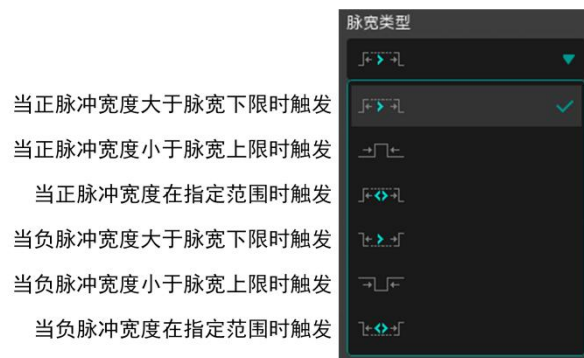 脉宽类型
当正脉冲宽度大于脉宽下限时触发
当正脉冲宽度小于脉宽上限时触发
当正脉冲宽度在指定范围时触发
当负脉冲宽度大于脉宽下限时触发
当负脉冲宽度小于脉宽上限时触发
当负脉冲宽度在指定范围时触发